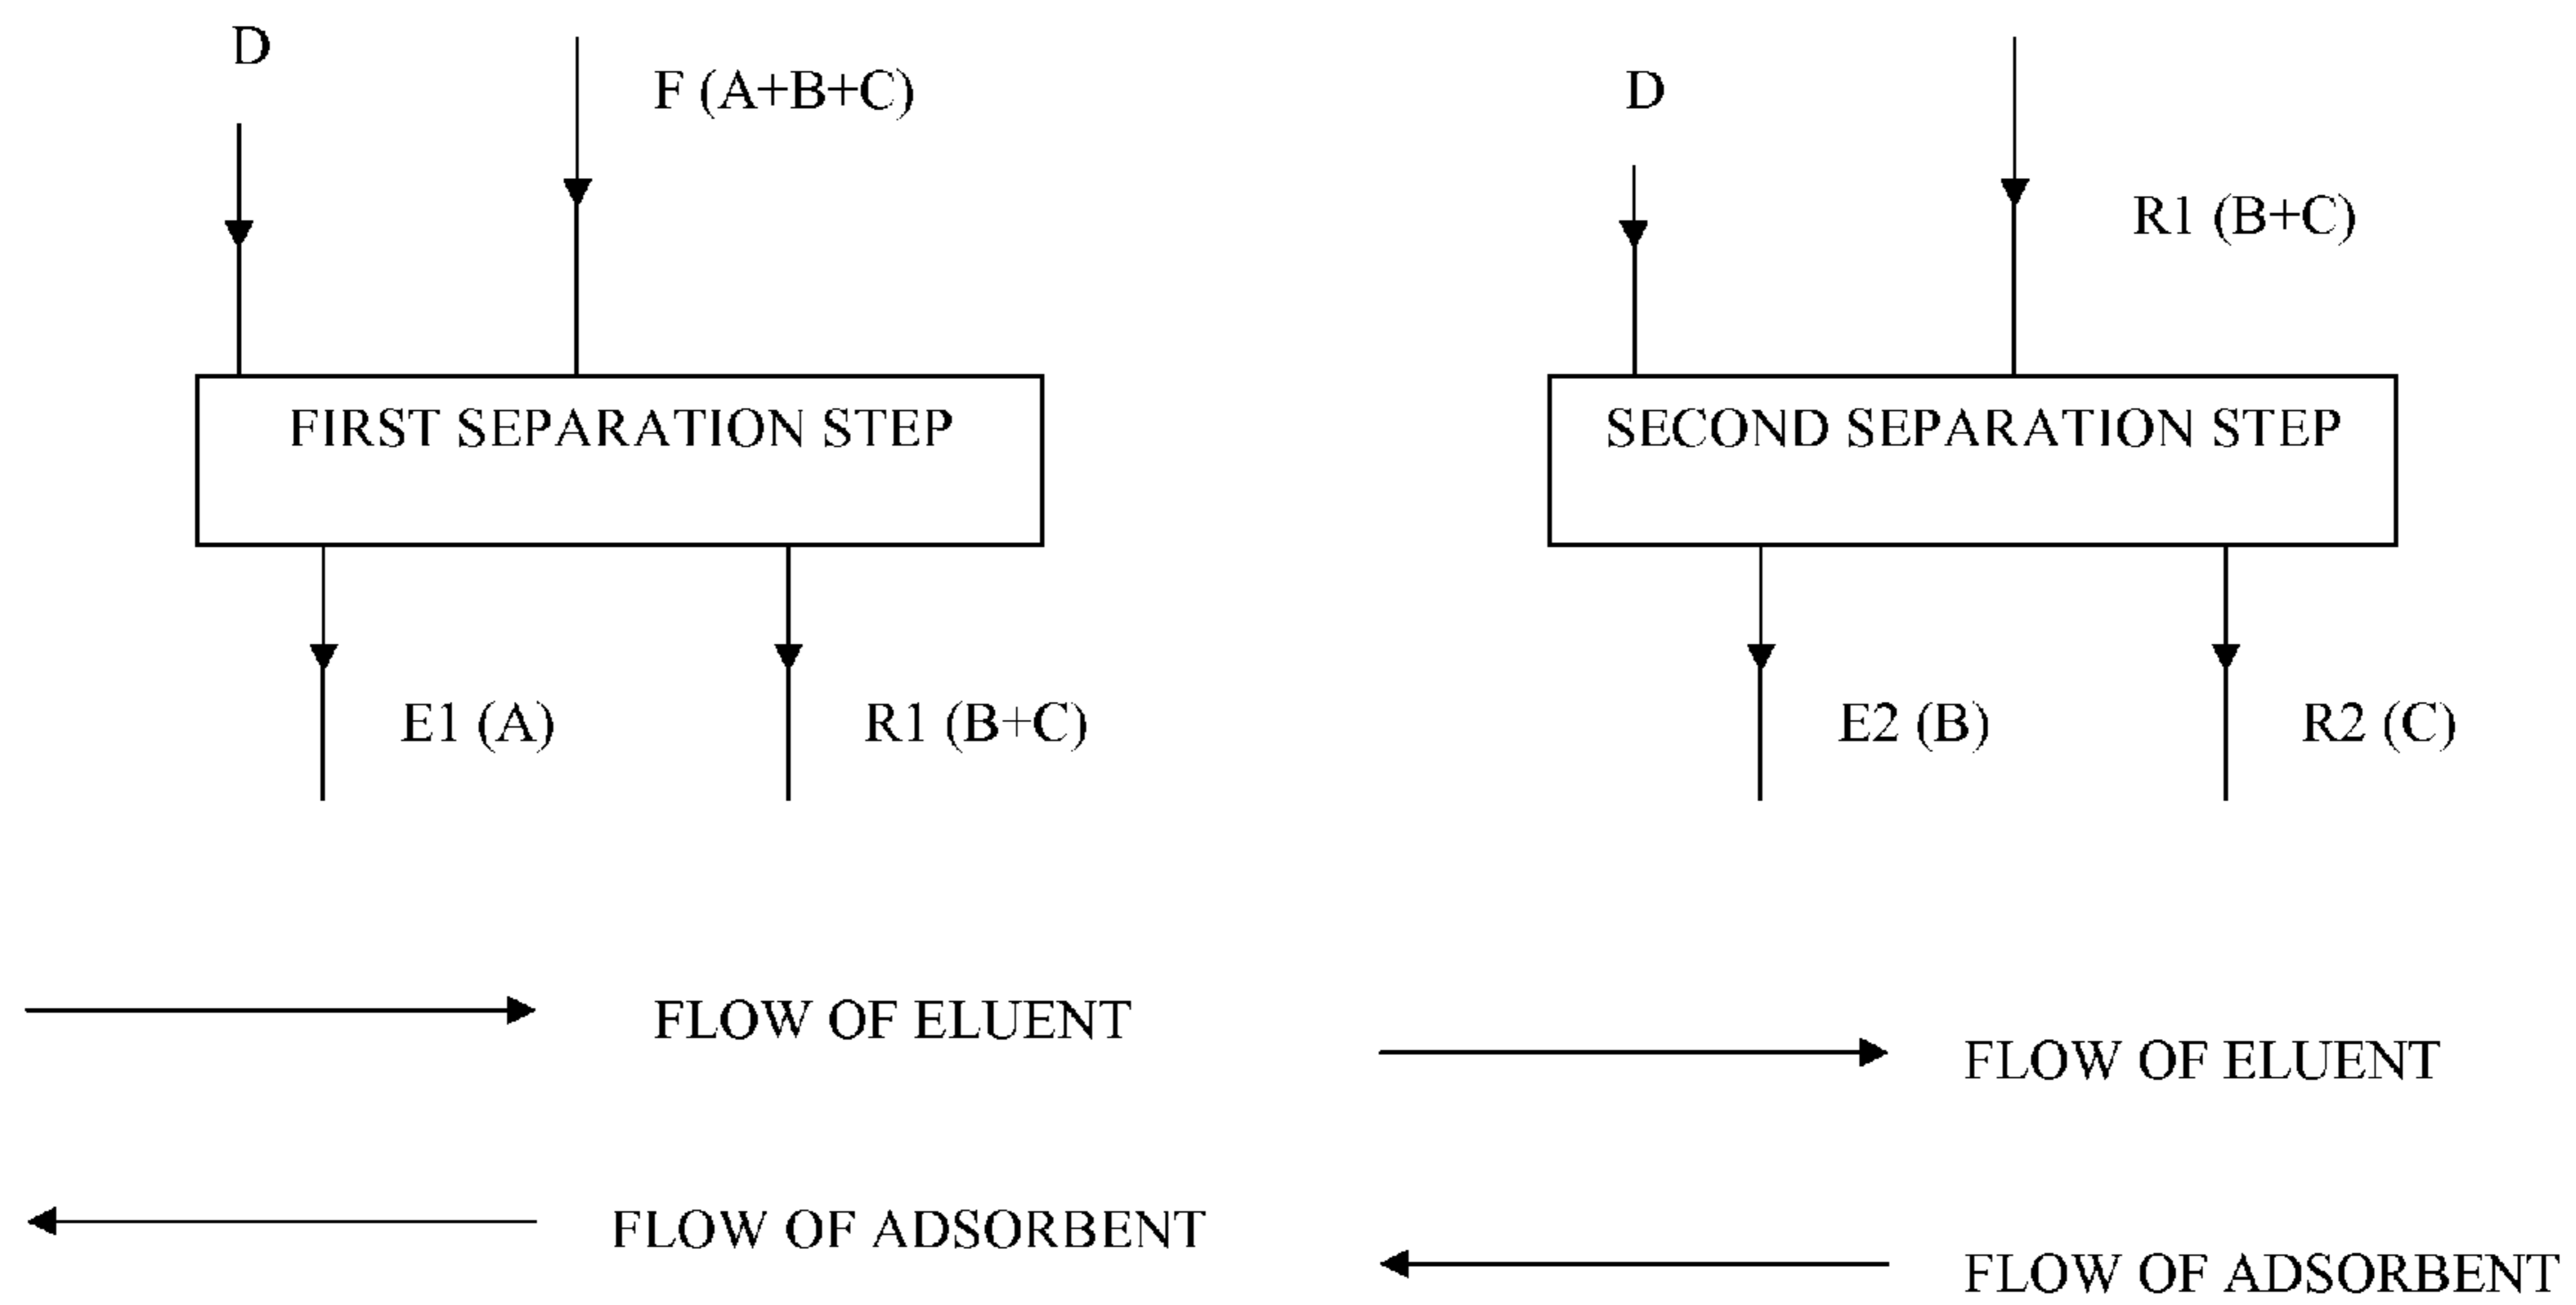 D
F (A+B+C)
FIRST SEPARATION STEP
E1 (A)
R1 (B+C)
FLOW OF ELUENT
FLOW OF ADSORBENT
D
R1 (B+C)
SECOND SEPARATION STEP
E2 (B)
R2 (C)
FLOW OF ELUENT
FLOW OF ADSORBENT